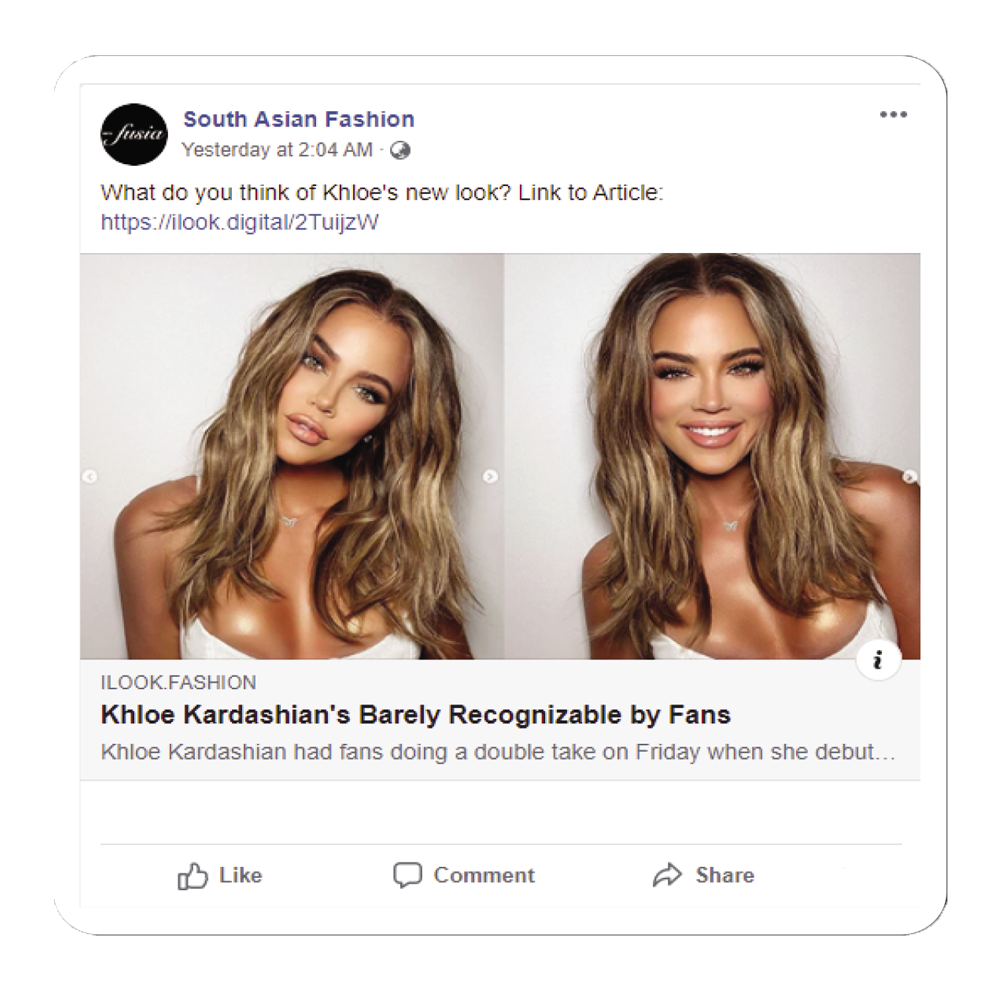 fusia
South Asian Fashion
Yesterday at 2:04 AM ·
What do you think of Khloe's new look? Link to Article:
https://ilook.digital/2TuijzW
i
ILOOK.FASHION
Khloe Kardashian's Barely Recognizable by Fans
Khloe Kardashian had fans doing a double take on Friday when she debut...
Like Comment Share